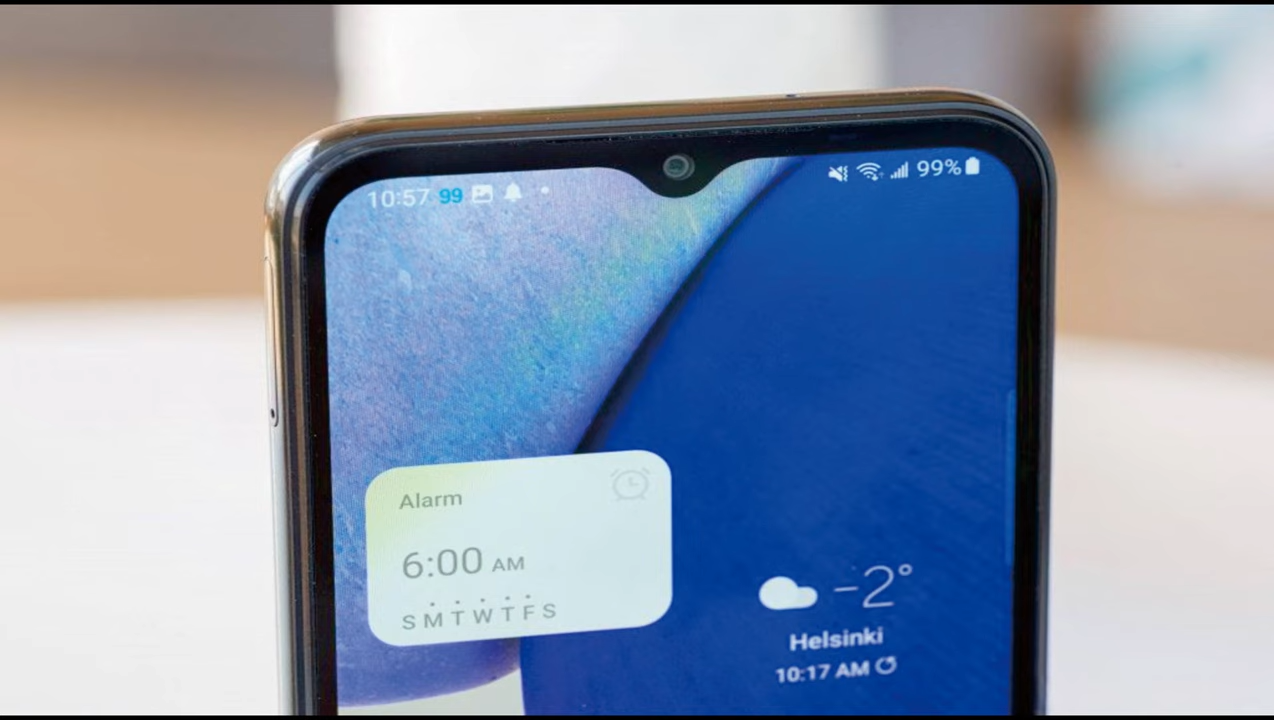 10:57 99 99%
Alarm
6:00 AM
S M T W T F S
-2°
Helsinki
10:17 AM